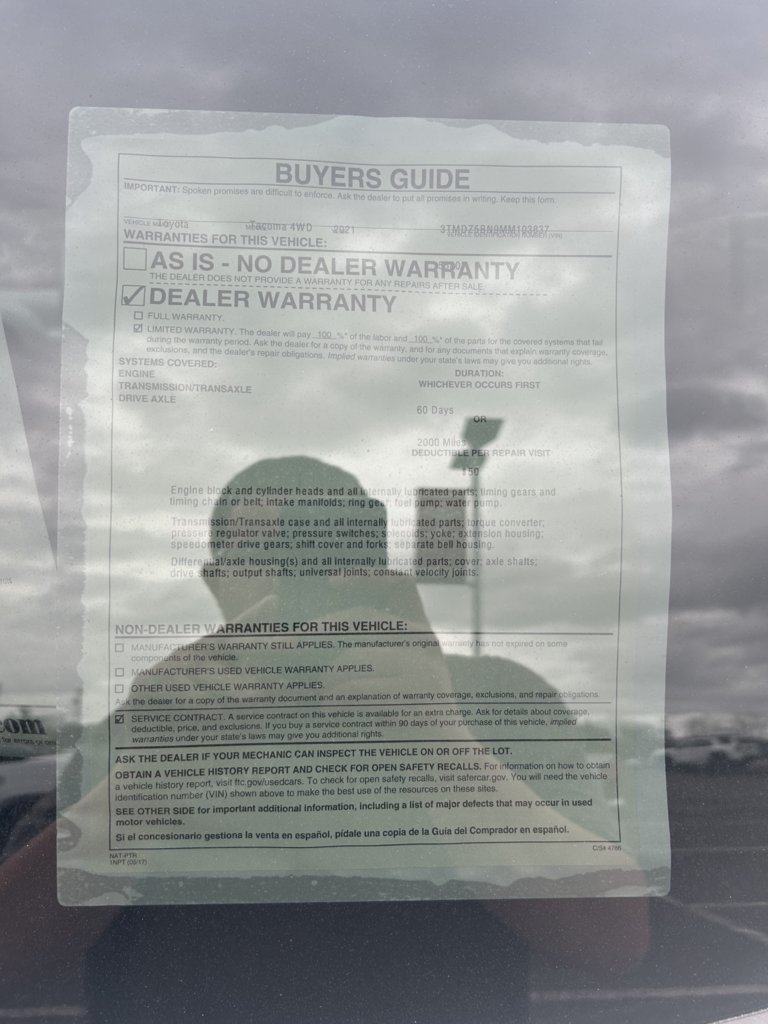 BUYERS GUIDE
IMPORTANT: Spoken promises are difficult to enforce. Ask the dealer to put all promises in writing. Keep this form.
Toyota Tacoma 4WD 2021
VEHICLE
WARRANTIES FOR THIS VEHICLE:
AS IS - NO DEALER WARRANTY
THE DEALER DOES NOT PROVIDE A WARRANTY FOR ANY REPAIRS AFTER SALE.
DEALER WARRANTY
FULL WARRANTY.
LIMITED WARRANTY. The dealer will pay 100 %* of the labor and 100 %* of the parts for the covered systems that fail
during the warranty period. Ask the dealer for a copy of the warranty, and for any documents that explain warranty coverage,
exclusions, and the dealer's repair obligations. Implied warranties under your state's laws may give you additional rights.
SYSTEMS COVERED: DURATION:
ENGINE WHICHEVER OCCURS FIRST
TRANSMISSION/TRANSAXLE
DRIVE AXLE
60 Days
OR
2000 Miles
DEDUCTIBLE PER REPAIR VISIT
$50
Engine block and cylinder heads and all internally lubricated parts; timing gears and
timing chain or belt; intake manifolds; ring gear; fuel pump; water pump.
Transmission/Transaxle case and all internally lubricated parts; torque converter;
pressure regulator valve; pressure switches; solenoids; yoke; extension housing;
speedometer drive gears; shift cover and forks; separate bell housing.
Differential/axle housing(s) and all internally lubricated parts; cover; axle shafts;
drive shafts; output shafts; universal joints; constant velocity joints.
NON-DEALER WARRANTIES FOR THIS VEHICLE:
MANUFACTURER'S WARRANTY STILL APPLIES. The manufacturer's original warranty has not expired on some
components of the vehicle.
MANUFACTURER'S USED VEHICLE WARRANTY APPLIES.
OTHER USED VEHICLE WARRANTY APPLIES.
Ask the dealer for a copy of the warranty document and an explanation of warranty coverage, exclusions, and repair obligations.
SERVICE CONTRACT. A service contract on this vehicle is available for an extra charge. Ask for details about coverage,
deductible, price, and exclusions. If you buy a service contract within 90 days of your purchase of this vehicle, implied
warranties under your state's laws may give you additional rights.
ASK THE DEALER IF YOUR MECHANIC CAN INSPECT THE VEHICLE ON OR OFF THE LOT.
OBTAIN A VEHICLE HISTORY REPORT AND CHECK FOR OPEN SAFETY RECALLS. For information on how to obtain
a vehicle history report, visit ftc.gov/usedcars. To check for open safety recalls, visit safercar.gov. You will need the vehicle
identification number (VIN) shown above to make the best use of the resources on these sites.
SEE OTHER SIDE for important additional information, including a list of major defects that may occur in used
motor vehicles.
Si el concesionario gestiona la venta en español, pídale una copia de la Guía del Comprador en español.
NAT-PTR
1NPT (05/17)
com